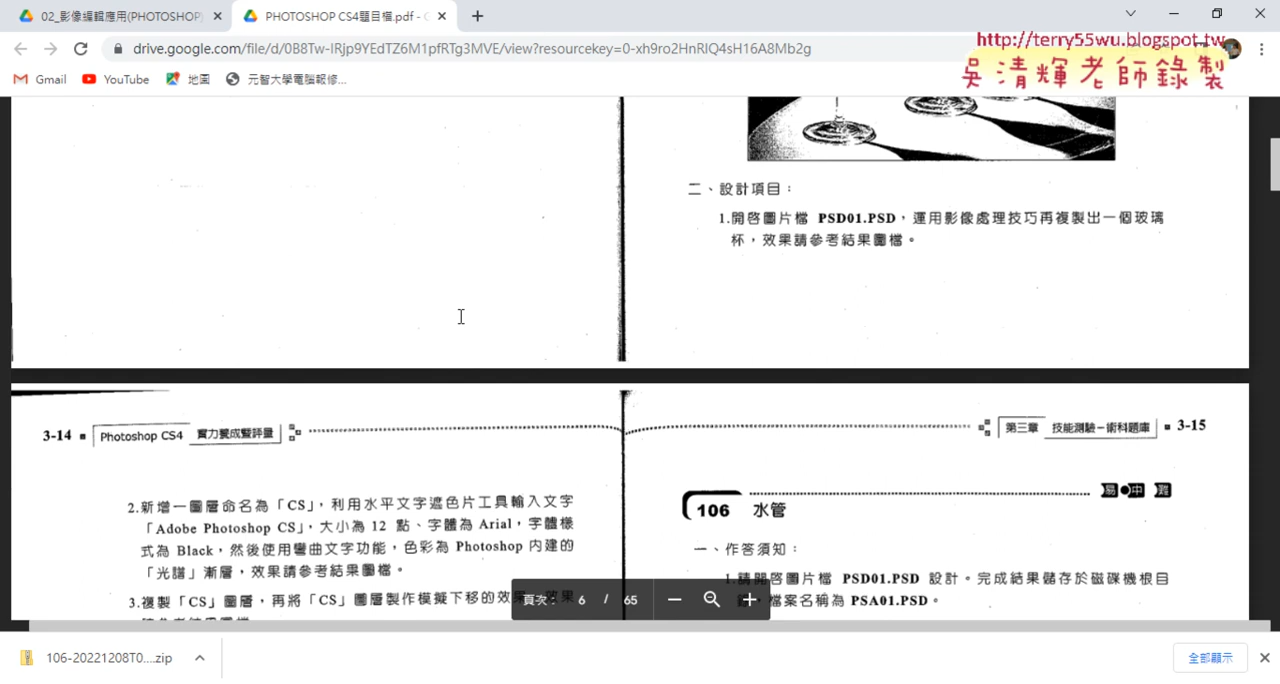 02_影像編輯應用(PHOTOSHOP)
PHOTOSHOP CS4題目檔.pdf - G
drive.google.com/file/d/0B8Tw-lRjp9YEdTZ6M1pfRTg3MVE/view?resourcekey=0-xh9ro2HnRlQ4sH16A8Mb2g
http://terry55wu.blogspot.tw
吳清輝老師錄製
Gmail
YouTube
地圖
元智大學電腦報修...
二、設計項目：
1.開啓圖片檔 PSD01.PSD，運用影像處理技巧再複製出一個玻璃
杯，效果請參考結果圖檔。
3-14
Photoshop CS4
實力養成暨評量
第三章
技能測驗－術科題庫
3-15
2.新增一圖層命名為「CS」，利用水平文字遮色片工具輸入文字
「Adobe Photoshop CS」，大小為 12 點、字體為 Arial，字體樣
式為 Black，然後使用彎曲文字功能，色彩為 Photoshop 內建的
「光譜」漸層，效果請參考結果圖檔。
3.複製「CS」圖層，再將「CS」圖層製作模擬下移的效果，效果
易
中
難
106 水管
一、作答須知：
1.請開啓圖片檔 PSD01.PSD 設計。完成結果儲存於磁碟機根目
錄，檔案名稱為 PSA01.PSD。
頁次： 6 / 65
106-20221208T0....zip
全部顯示